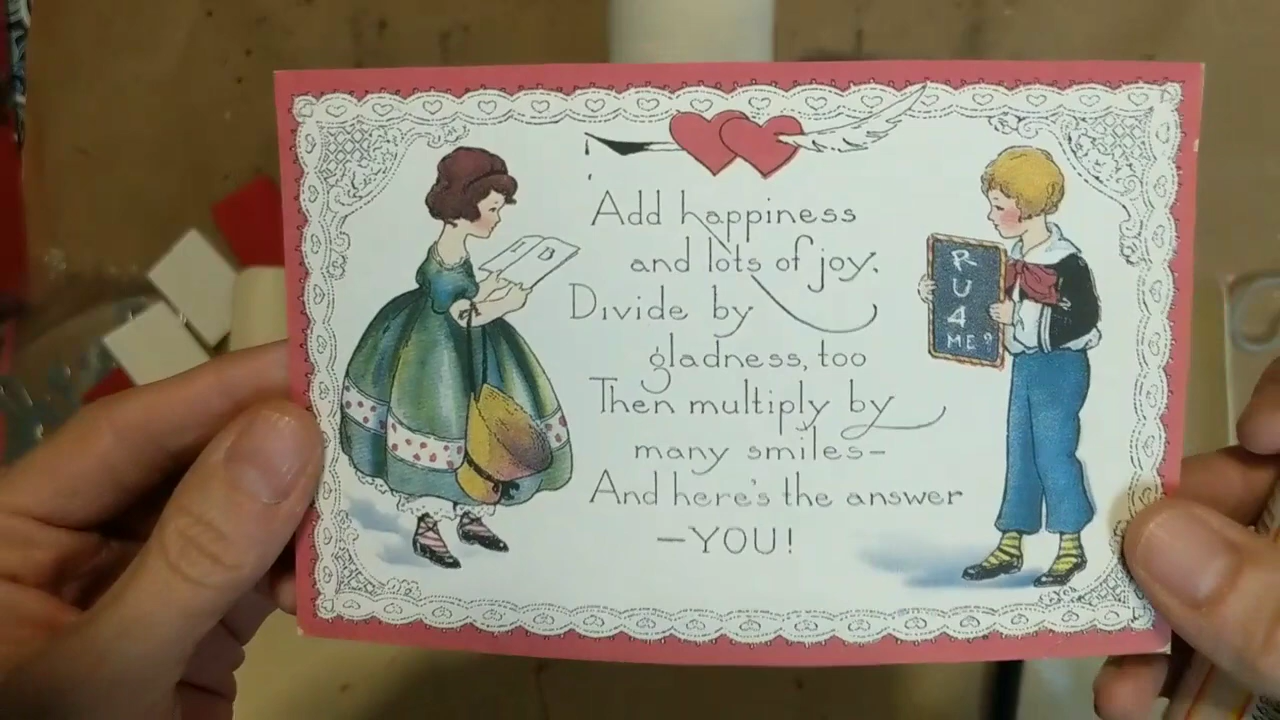 Add happiness
and lots of joy.
Divide by
gladness, too
Then multiply by
many smiles-
And here's the answer
-YOU!
R
U
4
ME?
B